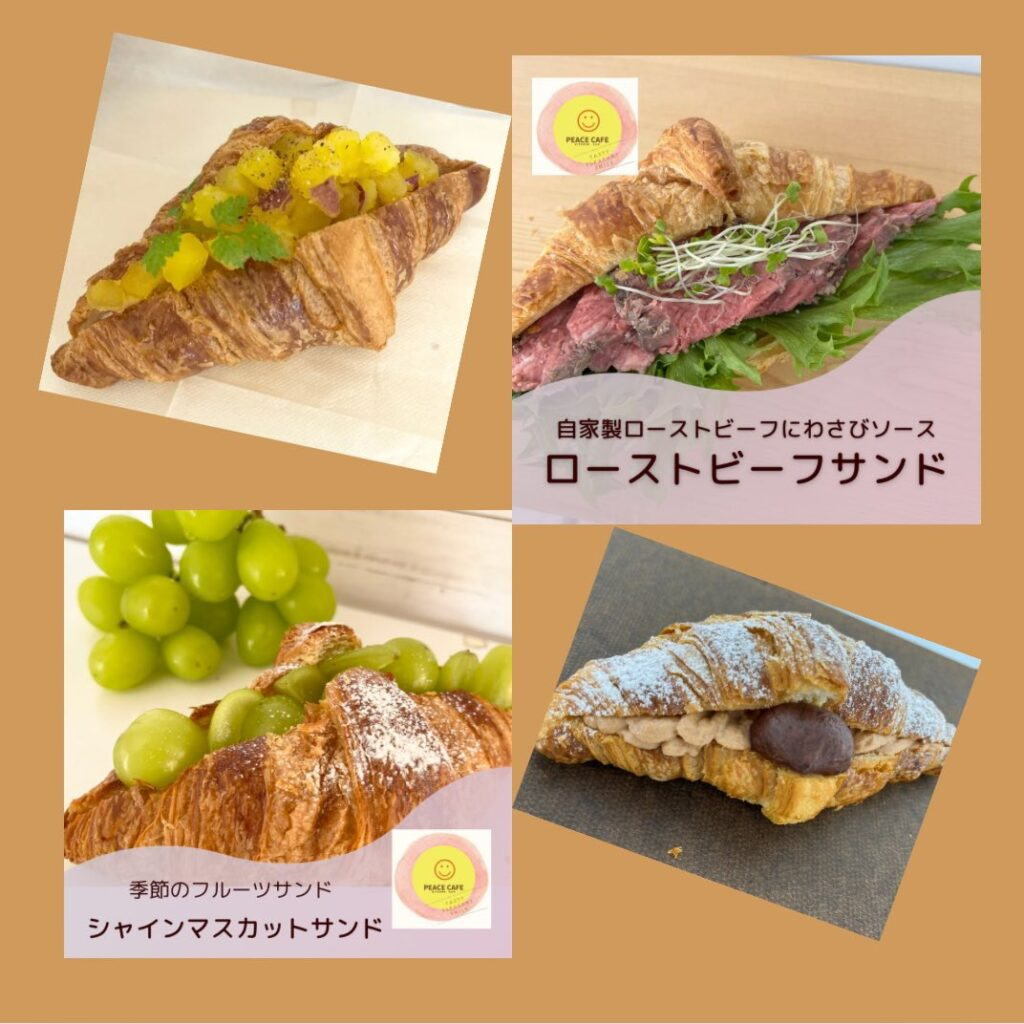 PEACE CAFE
自家製ローストビーフにわさびソース
ローストビーフサンド
季節のフルーツサンド
シャインマスカットサンド
PEACE CAFE